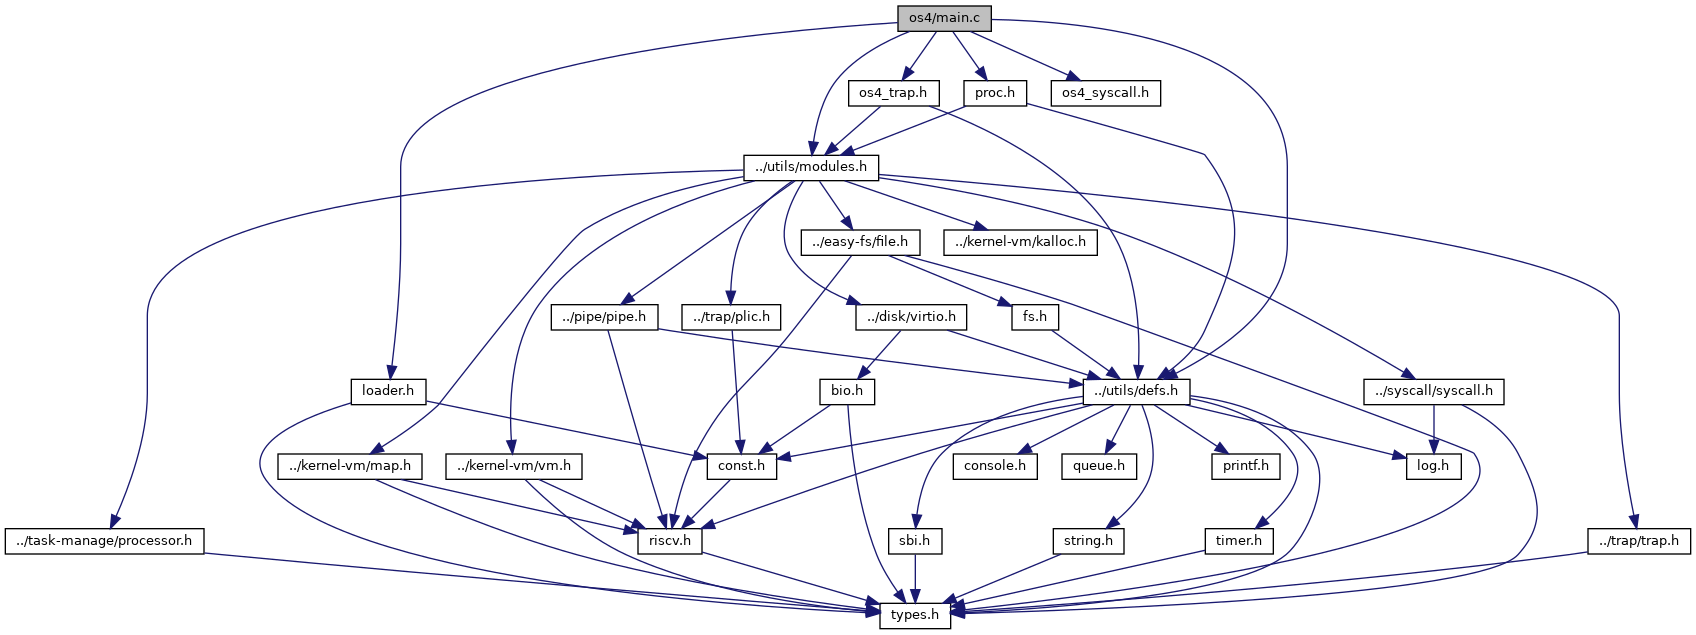 os4/main.c
os4_trap.h
proc.h
os4_syscall.h
../utils/modules.h
../easy-fs/file.h
../kernel-vm/kalloc.h
../pipe/pipe.h
../trap/plic.h
../disk/virtio.h
fs.h
loader.h
bio.h
../utils/defs.h
../syscall/syscall.h
../kernel-vm/map.h
../kernel-vm/vm.h
const.h
console.h
queue.h
printf.h
log.h
../task-manage/processor.h
riscv.h
sbi.h
string.h
timer.h
../trap/trap.h
types.h